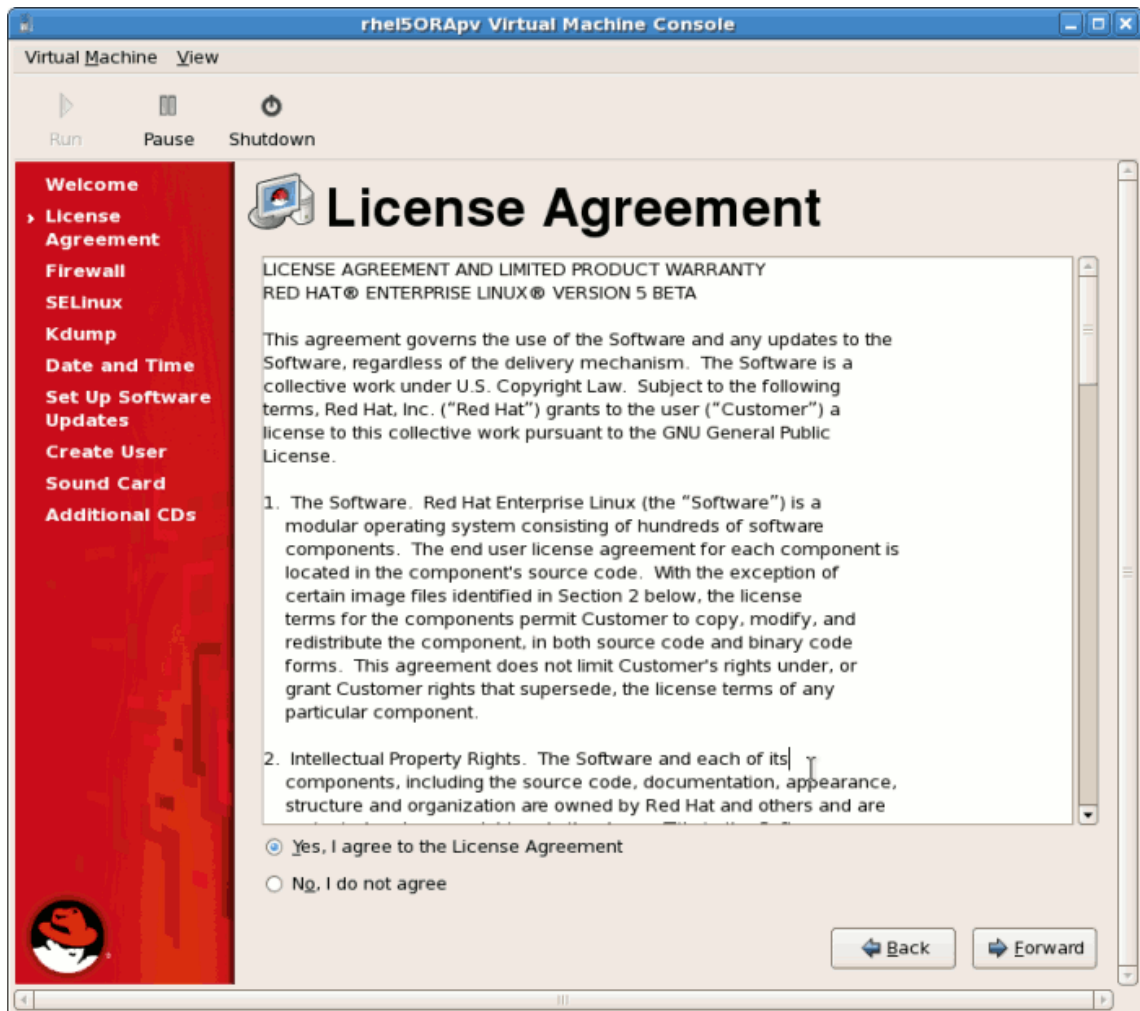 rhel5ORApv Virtual Machine Console
Virtual Machine View
Run Pause Shutdown
Welcome
License
Agreement
Firewall
SELinux
Kdump
Date and Time
Set Up Software
Updates
Create User
Sound Card
Additional CDs
License Agreement
LICENSE AGREEMENT AND LIMITED PRODUCT WARRANTY
RED HAT® ENTERPRISE LINUX® VERSION 5 BETA
This agreement governs the use of the Software and any updates to the
Software, regardless of the delivery mechanism. The Software is a
collective work under U.S. Copyright Law. Subject to the following
terms, Red Hat, Inc. (“Red Hat”) grants to the user (“Customer”) a
license to this collective work pursuant to the GNU General Public
License.
1. The Software. Red Hat Enterprise Linux (the “Software”) is a
modular operating system consisting of hundreds of software
components. The end user license agreement for each component is
located in the component's source code. With the exception of
certain image files identified in Section 2 below, the license
terms for the components permit Customer to copy, modify, and
redistribute the component, in both source code and binary code
forms. This agreement does not limit Customer's rights under, or
grant Customer rights that supersede, the license terms of any
particular component.
2. Intellectual Property Rights. The Software and each of its
components, including the source code, documentation, appearance,
structure and organization are owned by Red Hat and others and are
Yes, I agree to the License Agreement
No, I do not agree
Back Forward